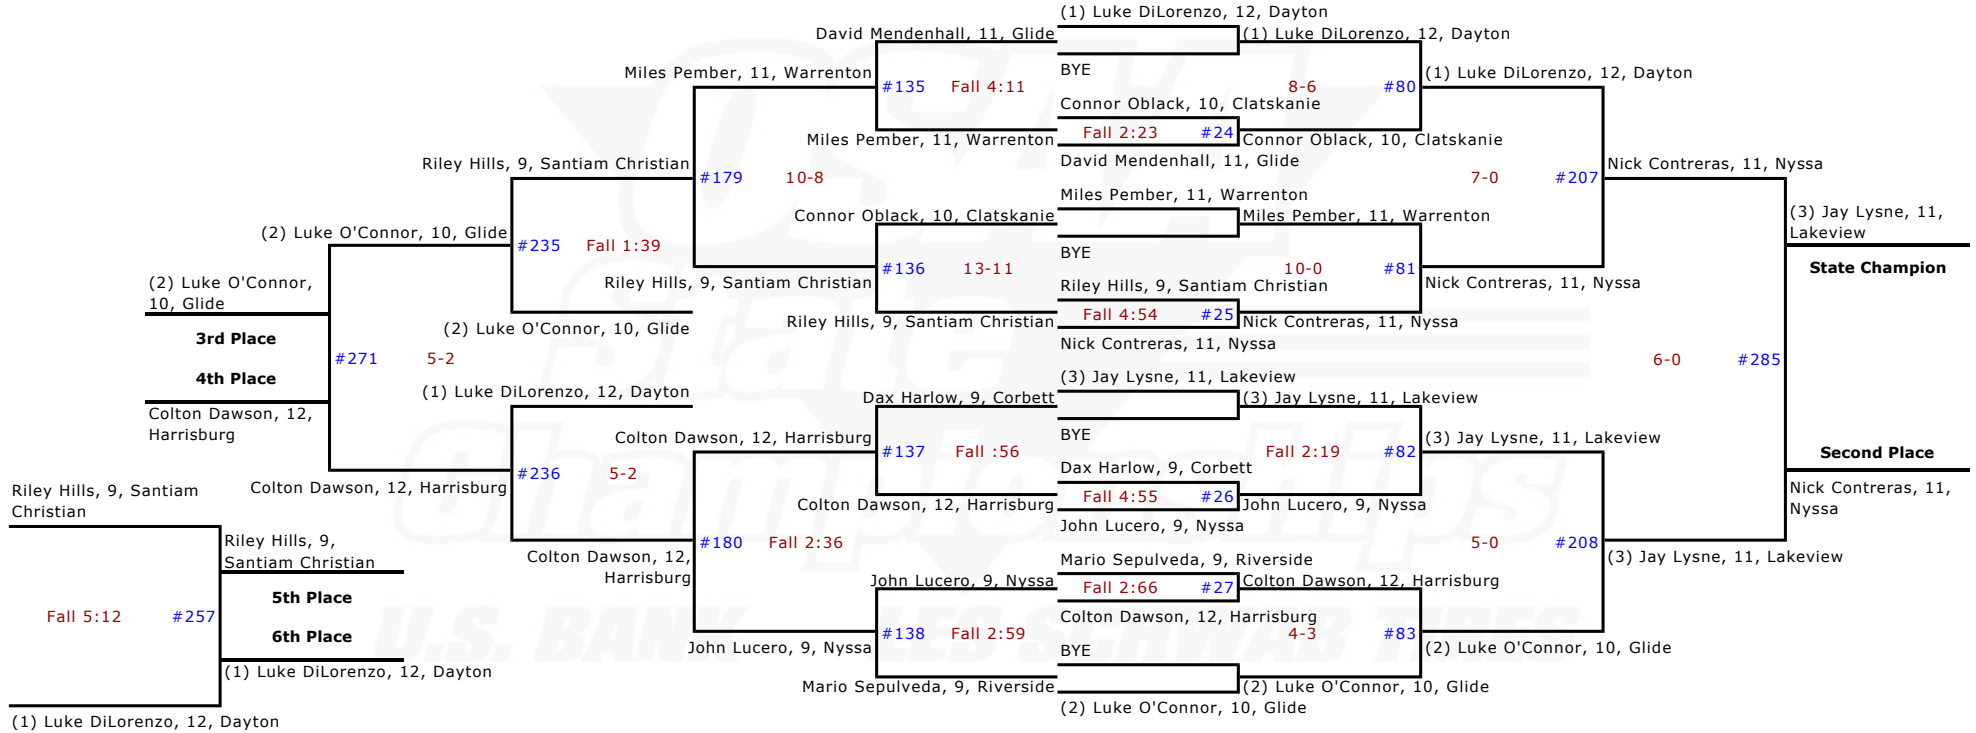 (1) Luke DiLorenzo, 12, Dayton
David Mendenhall, 11, Glide
(1) Luke DiLorenzo, 12, Dayton
Miles Pember, 11, Warrenton
BYE
(1) Luke DiLorenzo, 12, Dayton
#135 Fall 4:11
8-6 #80
Connor Oblack, 10, Clatskanie
Fall 2:23 #24
Miles Pember, 11, Warrenton
Connor Oblack, 10, Clatskanie
Riley Hills, 9, Santiam Christian
David Mendenhall, 11, Glide
Nick Contreras, 11, Nyssa
#179 10-8
7-0 #207
Miles Pember, 11, Warrenton
Connor Oblack, 10, Clatskanie
Miles Pember, 11, Warrenton
(3) Jay Lysne, 11,
Lakeview
(2) Luke O'Connor, 10, Glide
#235 Fall 1:39
BYE
#136 13-11
10-0 #81
State Champion
(2) Luke O'Connor,
10, Glide
Riley Hills, 9, Santiam Christian
Riley Hills, 9, Santiam Christian
Nick Contreras, 11, Nyssa
Fall 4:54 #25
Riley Hills, 9, Santiam Christian
Nick Contreras, 11, Nyssa
(2) Luke O'Connor, 10, Glide
3rd Place
Nick Contreras, 11, Nyssa
#271 5-2
6-0 #285
4th Place
(3) Jay Lysne, 11, Lakeview
(1) Luke DiLorenzo, 12, Dayton
Dax Harlow, 9, Corbett
(3) Jay Lysne, 11, Lakeview
Colton Dawson, 12,
Harrisburg
BYE
Colton Dawson, 12, Harrisburg
(3) Jay Lysne, 11, Lakeview
#137 Fall :56
Fall 2:19 #82
Second Place
Dax Harlow, 9, Corbett
#236 5-2
Colton Dawson, 12, Harrisburg
Nick Contreras, 11,
Nyssa
Riley Hills, 9, Santiam
Christian
Fall 4:55 #26
Colton Dawson, 12, Harrisburg
John Lucero, 9, Nyssa
John Lucero, 9, Nyssa
Riley Hills, 9,
Santiam Christian
#180 Fall 2:36
5-0 #208
Colton Dawson, 12,
Harrisburg
Mario Sepulveda, 9, Riverside
(3) Jay Lysne, 11, Lakeview
John Lucero, 9, Nyssa
Fall 2:66 #27
Colton Dawson, 12, Harrisburg
5th Place
Fall 5:12 #257
Colton Dawson, 12, Harrisburg
6th Place
#138 Fall 2:59
4-3 #83
John Lucero, 9, Nyssa
BYE
(2) Luke O'Connor, 10, Glide
(1) Luke DiLorenzo, 12, Dayton
Mario Sepulveda, 9, Riverside
(2) Luke O'Connor, 10, Glide
(2) Luke O'Connor, 10, Glide
(1) Luke DiLorenzo, 12, Dayton
OSAA
State
Championships
U.S. BANK LES SCHWAB TIRES